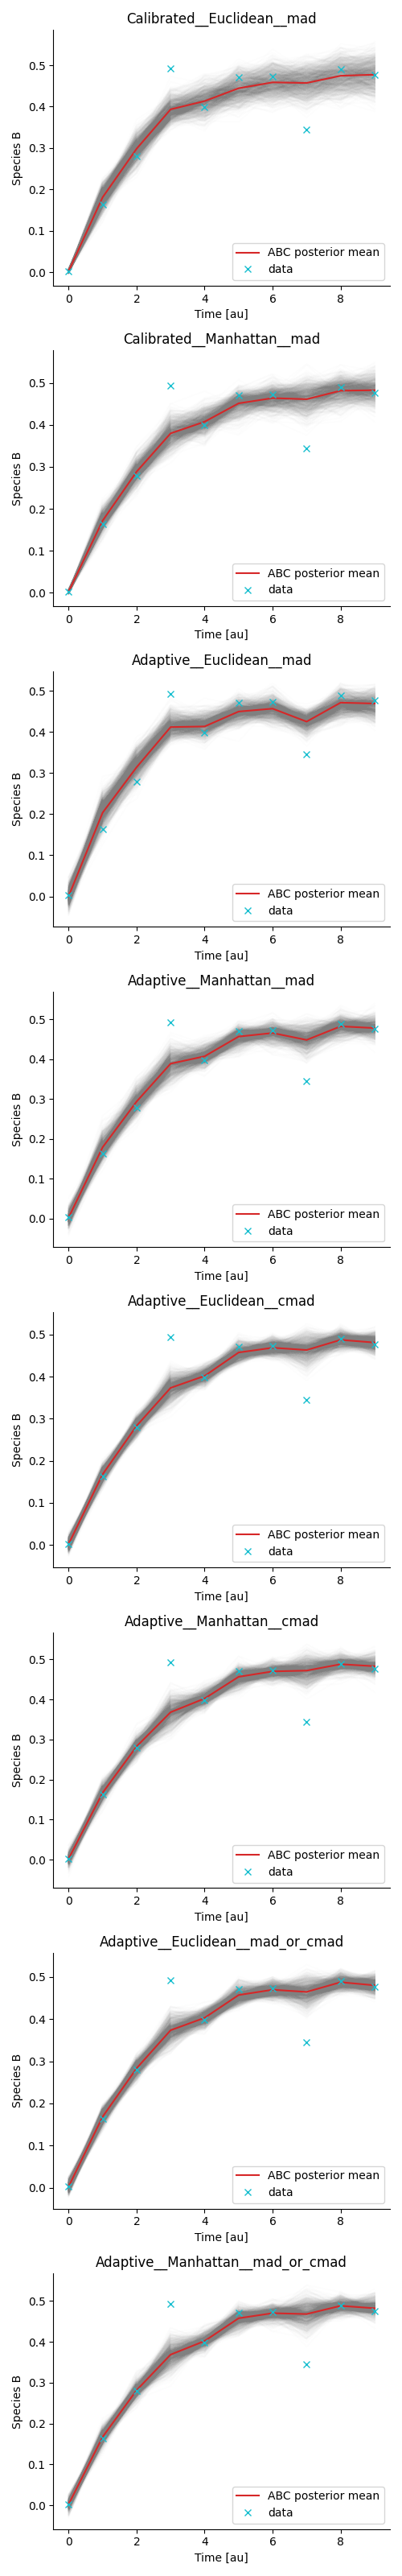 Calibrated__Euclidean__mad
0.5
0.4
0.3
0.2
0.1
0.0
Species B
ABC posterior mean
data
0 2 4 6 8
Time [au]
Calibrated__Manhattan__mad
0.5
0.4
0.3
0.2
0.1
0.0
Species B
ABC posterior mean
data
0 2 4 6 8
Time [au]
Adaptive__Euclidean__mad
0.5
0.4
0.3
0.2
0.1
0.0
Species B
ABC posterior mean
data
0 2 4 6 8
Time [au]
Adaptive__Manhattan__mad
0.5
0.4
0.3
0.2
0.1
0.0
Species B
ABC posterior mean
data
0 2 4 6 8
Time [au]
Adaptive__Euclidean__cmad
0.5
0.4
0.3
0.2
0.1
0.0
Species B
ABC posterior mean
data
0 2 4 6 8
Time [au]
Adaptive__Manhattan__cmad
0.5
0.4
0.3
0.2
0.1
0.0
Species B
ABC posterior mean
data
0 2 4 6 8
Time [au]
Adaptive__Euclidean__mad_or_cmad
0.5
0.4
0.3
0.2
0.1
0.0
Species B
ABC posterior mean
data
0 2 4 6 8
Time [au]
Adaptive__Manhattan__mad_or_cmad
0.5
0.4
0.3
0.2
0.1
0.0
Species B
ABC posterior mean
data
0 2 4 6 8
Time [au]